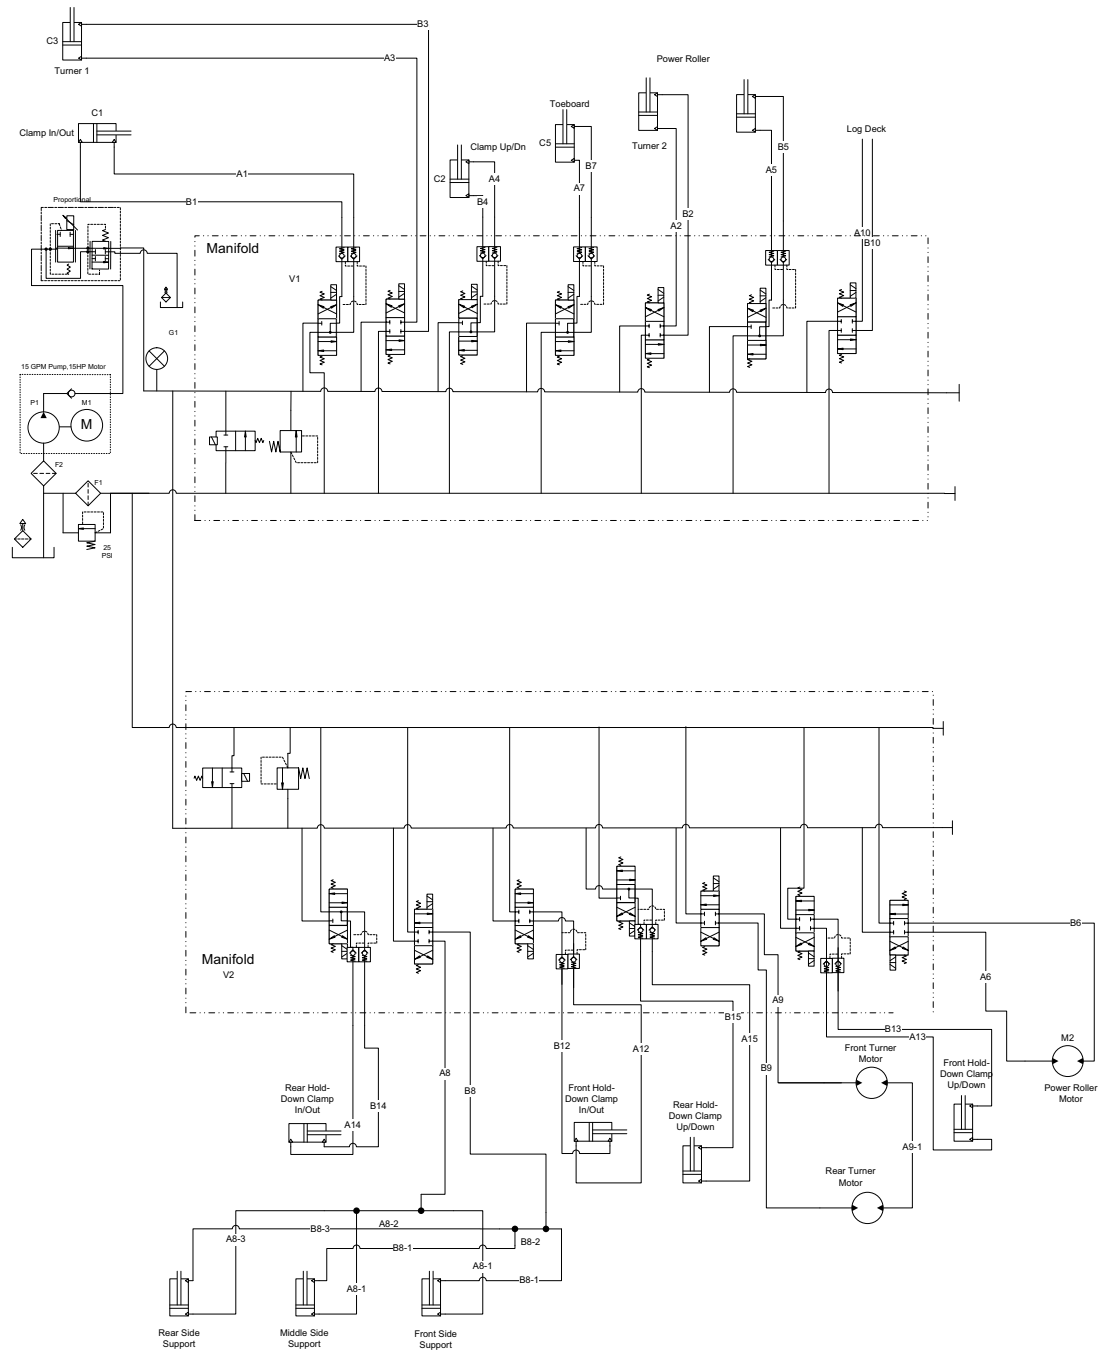 B3
C3
A3
Turner 1
Power Roller
C1
Toeboard
Clamp In/Out
Log Deck
C5
Clamp Up/Dn
Turner 2
B5
B7
A5
A1
C2
A4
A7
Proportional
B1
B4
B2
A2
A10
B10
Manifold
V1
G1
15 GPM Pump,15HP Motor
P1
M1
M
F2
F1
25
PSI
Manifold
V2
B6
A6
A9
B15
B13
A13
M2
A15
Front Turner
Motor
B12
A12
Front Hold-
Down Clamp
Up/Down
B9
A8
B8
Power Roller
Motor
Rear Hold-
Down Clamp
In/Out
B14
A14
Front Hold-
Down Clamp
In/Out
Rear Hold-
Down Clamp
Up/Down
A9-1
Rear Turner
Motor
A8-2
B8-3
A8-3
B8-2
B8-1
A8-1
B8-1
A8-1
Rear Side
Support
Middle Side
Support
Front Side
Support